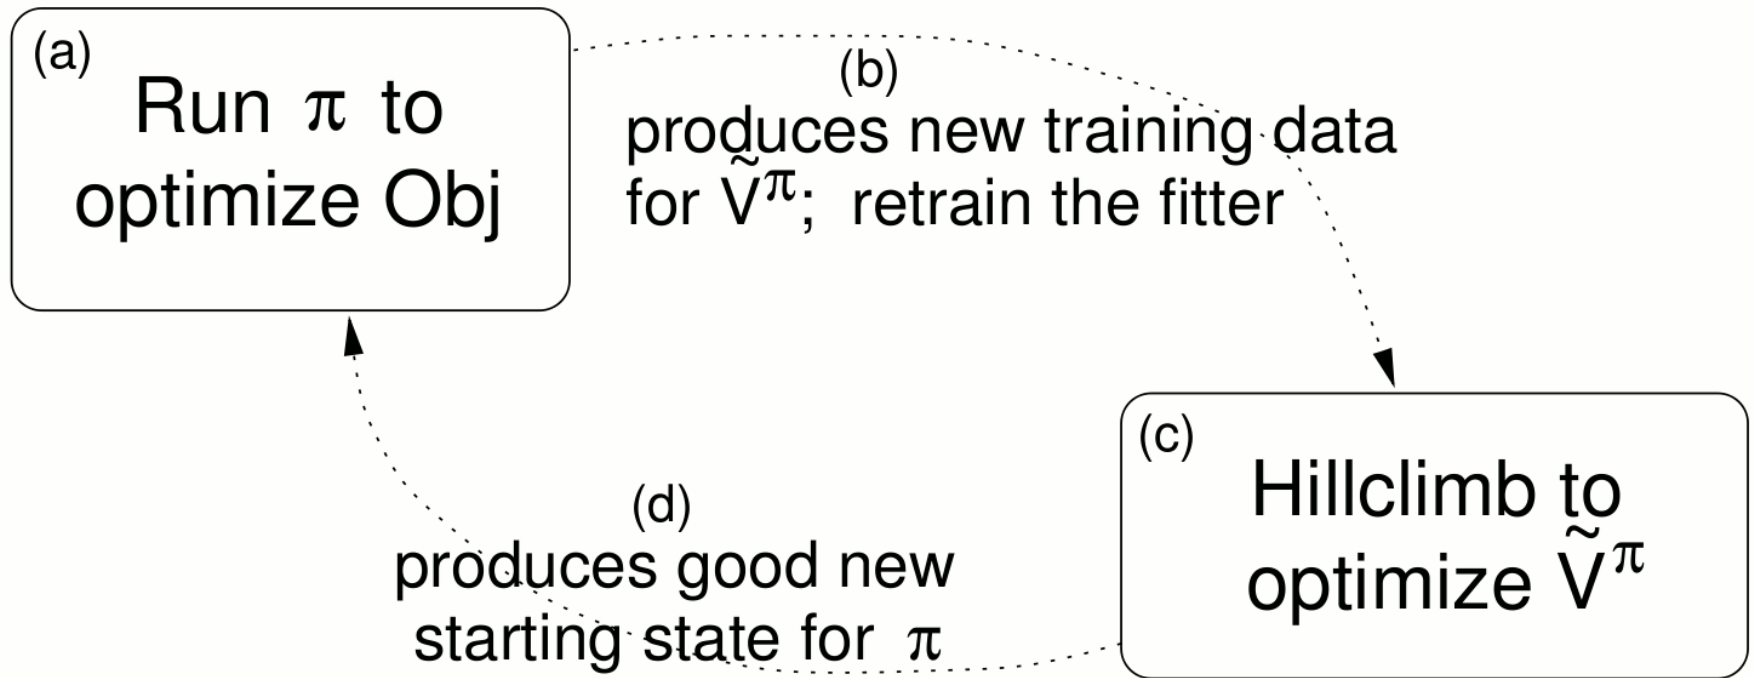 (a)
Run π to
optimize Obj
(b)
produces new training data
for Ṽ^π; retrain the fitter
(c)
Hillclimb to
optimize Ṽ^π
(d)
produces good new
starting state for π